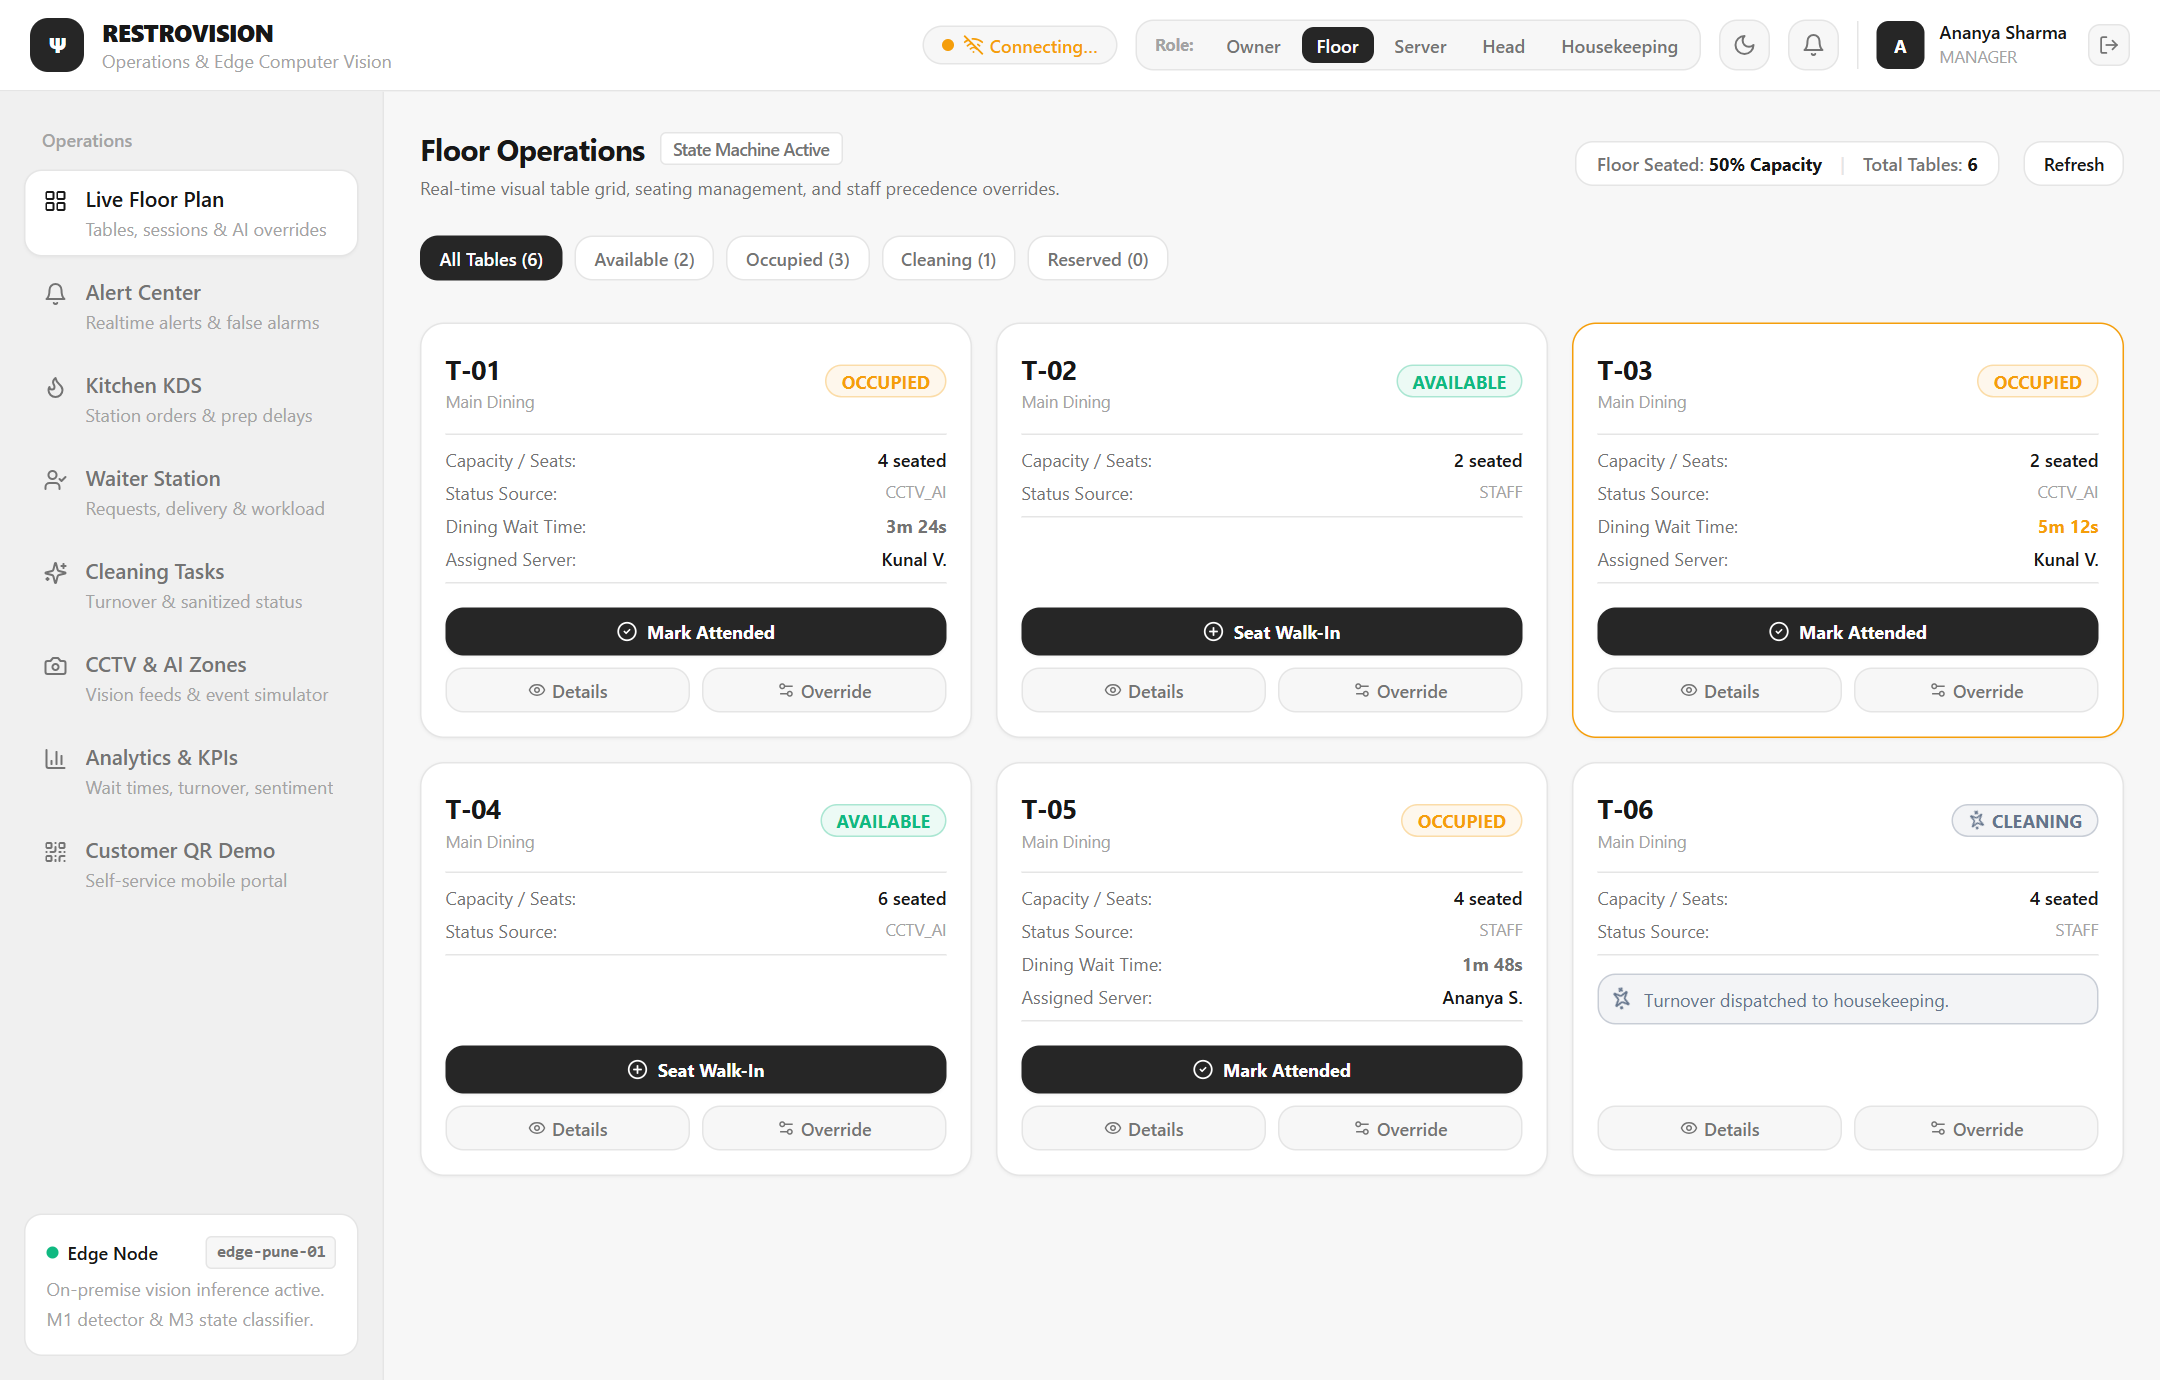 Ψ
RESTROVISION
Operations & Edge Computer Vision
Connecting...
Role: Owner Floor Server Head Housekeeping
A
Ananya Sharma
MANAGER
Operations
Live Floor Plan
Tables, sessions & AI overrides
Alert Center
Realtime alerts & false alarms
Kitchen KDS
Station orders & prep delays
Waiter Station
Requests, delivery & workload
Cleaning Tasks
Turnover & sanitized status
CCTV & AI Zones
Vision feeds & event simulator
Analytics & KPIs
Wait times, turnover, sentiment
Customer QR Demo
Self-service mobile portal
Edge Node edge-pune-01
On-premise vision inference active.
M1 detector & M3 state classifier.
Floor Operations State Machine Active
Real-time visual table grid, seating management, and staff precedence overrides.
Floor Seated: 50% Capacity | Total Tables: 6
Refresh
All Tables (6) Available (2) Occupied (3) Cleaning (1) Reserved (0)
T-01
OCCUPIED
Main Dining
Capacity / Seats: 4 seated
Status Source: CCTV_AI
Dining Wait Time: 3m 24s
Assigned Server: Kunal V.
Mark Attended
Details Override
T-02
AVAILABLE
Main Dining
Capacity / Seats: 2 seated
Status Source: STAFF
Seat Walk-In
Details Override
T-03
OCCUPIED
Main Dining
Capacity / Seats: 2 seated
Status Source: CCTV_AI
Dining Wait Time: 5m 12s
Assigned Server: Kunal V.
Mark Attended
Details Override
T-04
AVAILABLE
Main Dining
Capacity / Seats: 6 seated
Status Source: CCTV_AI
Seat Walk-In
Details Override
T-05
OCCUPIED
Main Dining
Capacity / Seats: 4 seated
Status Source: STAFF
Dining Wait Time: 1m 48s
Assigned Server: Ananya S.
Mark Attended
Details Override
T-06
CLEANING
Main Dining
Capacity / Seats: 4 seated
Status Source: STAFF
Turnover dispatched to housekeeping.
Details Override